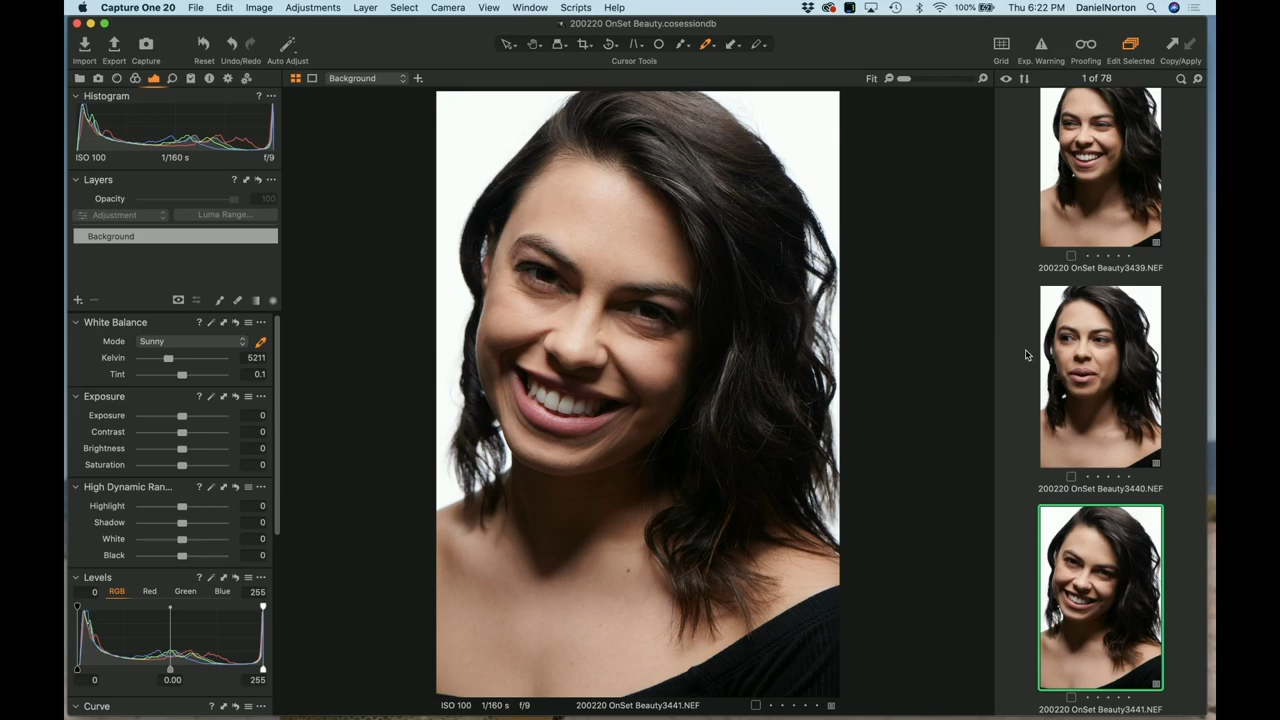 Capture One 20 File Edit Image Adjustments Layer Select Camera View Window Scripts Help 100% Thu 6:22 PM DanielNorton
200220 OnSet Beauty.cosessiondb
Import Export Capture Reset Undo/Redo Auto Adjust Cursor Tools Grid Exp. Warning Proofing Edit Selected Copy/Apply
Background Fit 1 of 78
Histogram ? ...
ISO 100 1/160 s f/9
Layers ?
Opacity 100
Adjustment Luma Range...
Background
White Balance ?
Mode Sunny
Kelvin 5211
Tint 0.1
Exposure ?
Exposure 0
Contrast 0
Brightness 0
Saturation 0
High Dynamic Ran... ?
Highlight 0
Shadow 0
White 0
Black 0
Levels ?
0 RGB Red Green Blue 255
0 0.00 255
Curve ?
ISO 100 1/160 s f/9 200220 OnSet Beauty3441.NEF
200220 OnSet Beauty3439.NEF
200220 OnSet Beauty3440.NEF
200220 OnSet Beauty3441.NEF